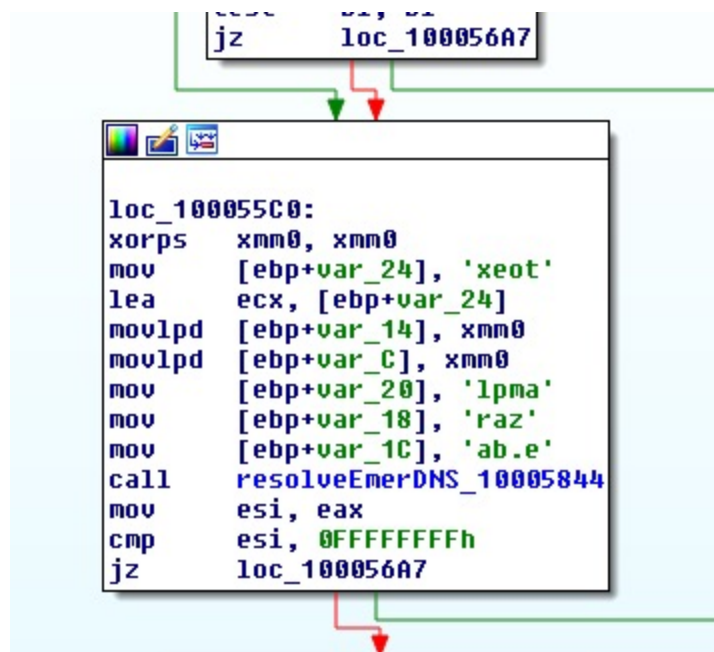 jz loc_100056A7
loc_100055C0:
xorps xmm0, xmm0
mov [ebp+var_24], 'xeot'
lea ecx, [ebp+var_24]
movlpd [ebp+var_14], xmm0
movlpd [ebp+var_C], xmm0
mov [ebp+var_20], 'lpma'
mov [ebp+var_18], 'raz'
mov [ebp+var_1C], 'ab.e'
call resolveEmerDNS_10005844
mov esi, eax
cmp esi, 0FFFFFFFFh
jz loc_100056A7